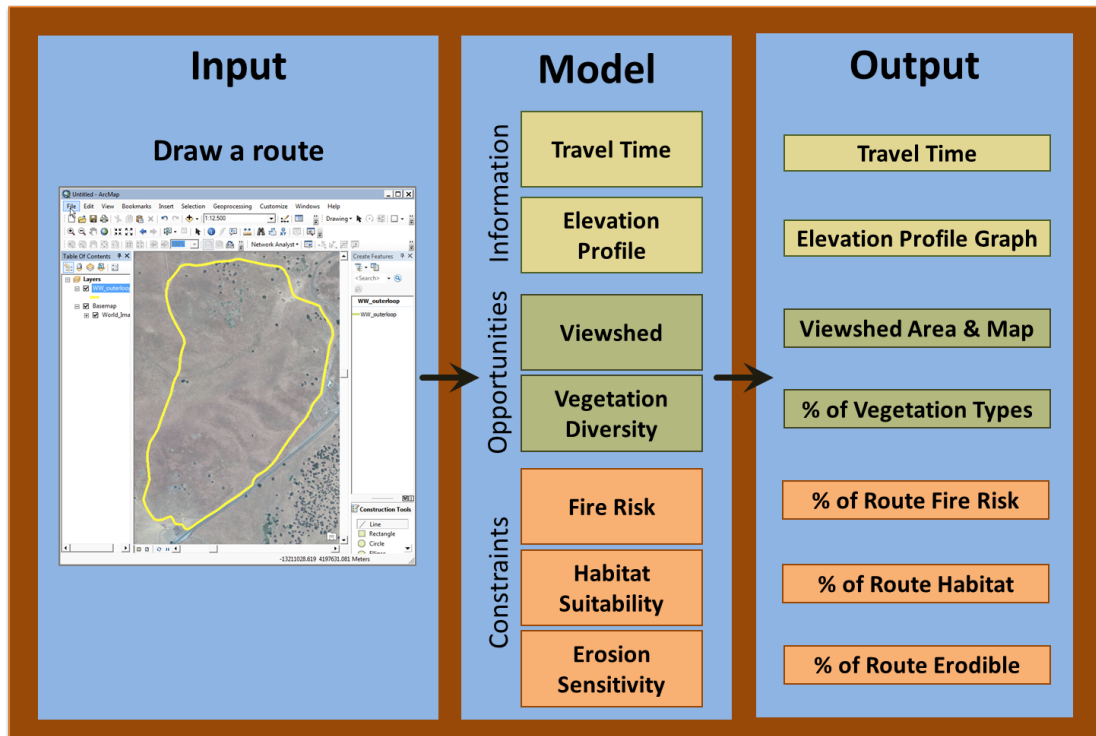 Input
Draw a route
Untitled - ArcMap
File Edit View Bookmarks Insert Selection Geoprocessing Customize Windows Help
1:12,500
Drawing
Network Analyst
Table Of Contents
Layers
WW_outerloop
Basemap
World_Ima
Create Features
<Search>
WW_outerloop
WW_outerloop
Construction Tools
Line
Rectangle
Circle
-13211028.619 4197631.081 Meters
Model
Information
Travel Time
Elevation
Profile
Opportunities
Viewshed
Vegetation
Diversity
Constraints
Fire Risk
Habitat
Suitability
Erosion
Sensitivity
Output
Travel Time
Elevation Profile Graph
Viewshed Area & Map
% of Vegetation Types
% of Route Fire Risk
% of Route Habitat
% of Route Erodible